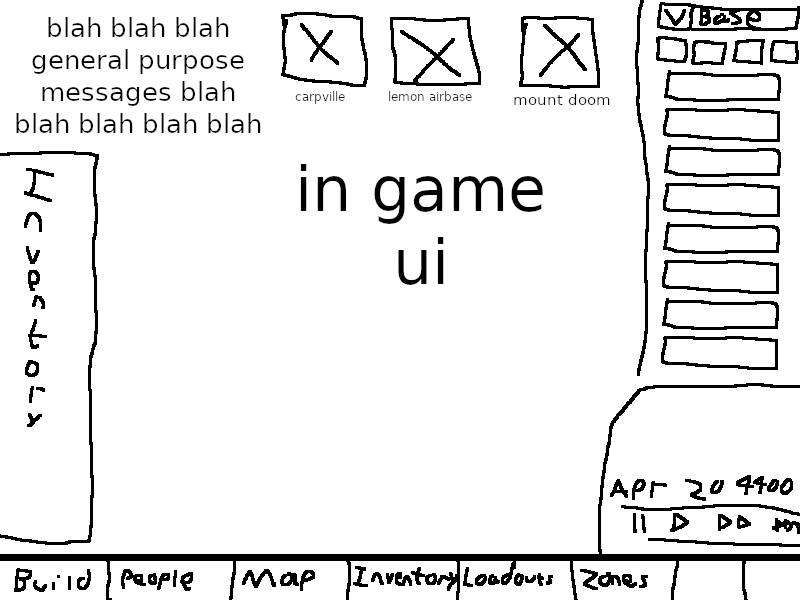 blah blah blah
general purpose
messages blah
blah blah blah blah
carpville
lemon airbase
mount doom
V Base
in game
ui
Inventory
Apr 20 4400
Build
People
Map
Inventory
Loadouts
Zones